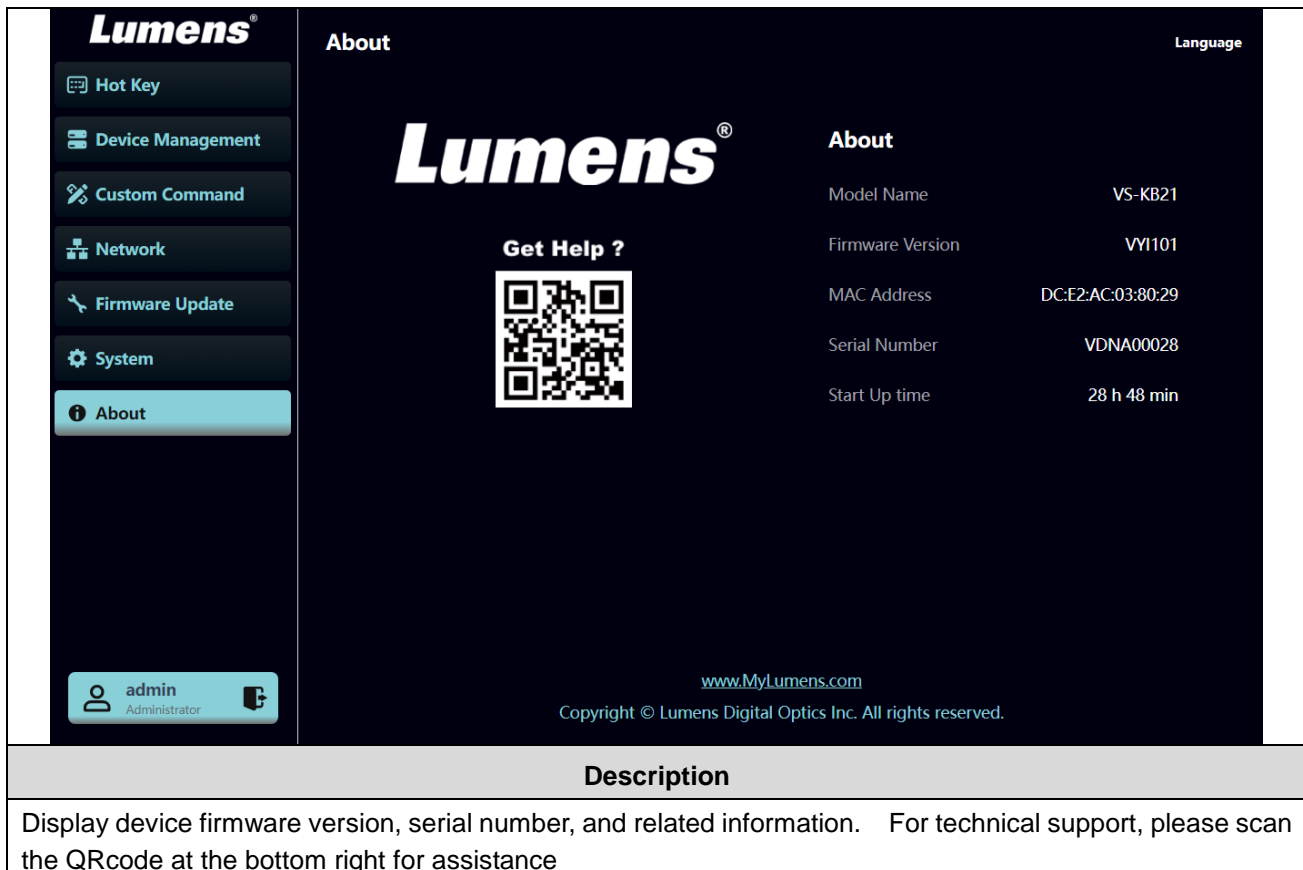 Lumens®
About
Language
Hot Key
Device Management
Custom Command
Network
Firmware Update
System
About
admin
Administrator
Lumens®
Get Help ?
About
Model Name VS-KB21
Firmware Version VYI101
MAC Address DC:E2:AC:03:80:29
Serial Number VDNA00028
Start Up time 28 h 48 min
www.MyLumens.com
Copyright © Lumens Digital Optics Inc. All rights reserved.
Description
Display device firmware version, serial number, and related information. For technical support, please scan
the QRcode at the bottom right for assistance